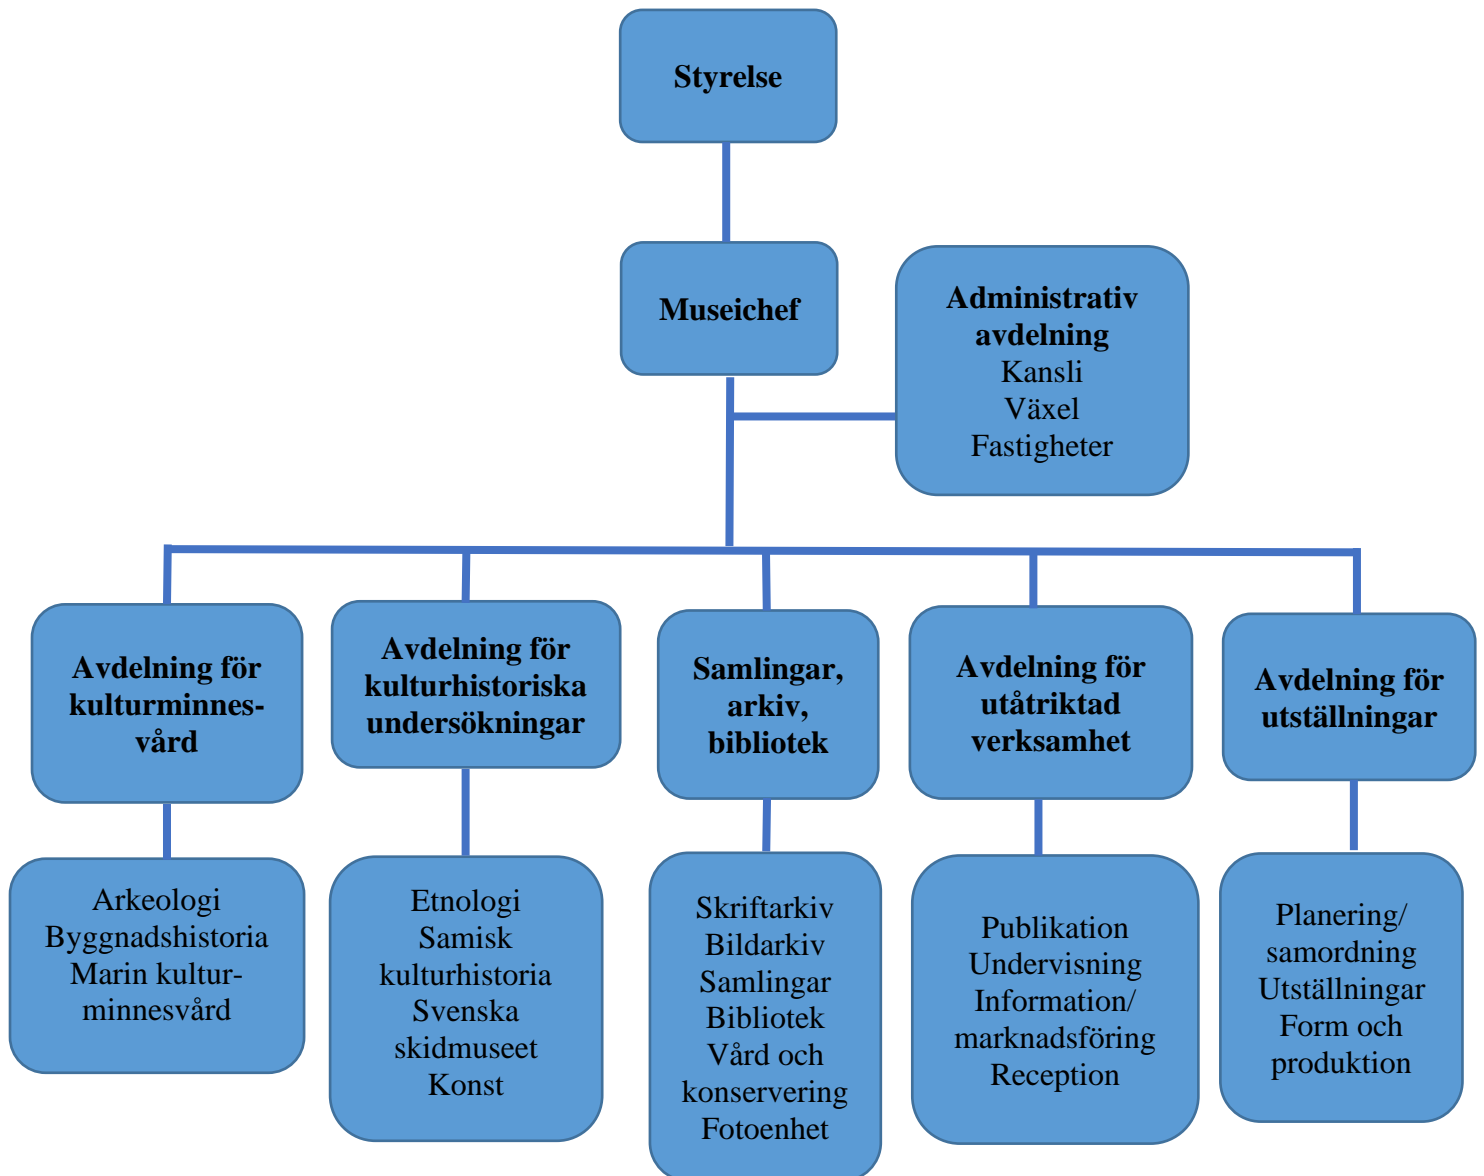 Styrelse
Museichef
Administrativ
avdelning
Kansli
Växel
Fastigheter
Avdelning för
kulturminnes-
vård
Avdelning för
kulturhistoriska
undersökningar
Samlingar,
arkiv,
bibliotek
Avdelning för
utåtriktad
verksamhet
Avdelning för
utställningar
Arkeologi
Byggnadshistoria
Marin kultur-
minnesvård
Etnologi
Samisk
kulturhistoria
Svenska
skidmuseet
Konst
Skriftarkiv
Bildarkiv
Samlingar
Bibliotek
Vård och
konservering
Fotoenhet
Publikation
Undervisning
Information/
marknadsföring
Reception
Planering/
samordning
Utställningar
Form och
produktion